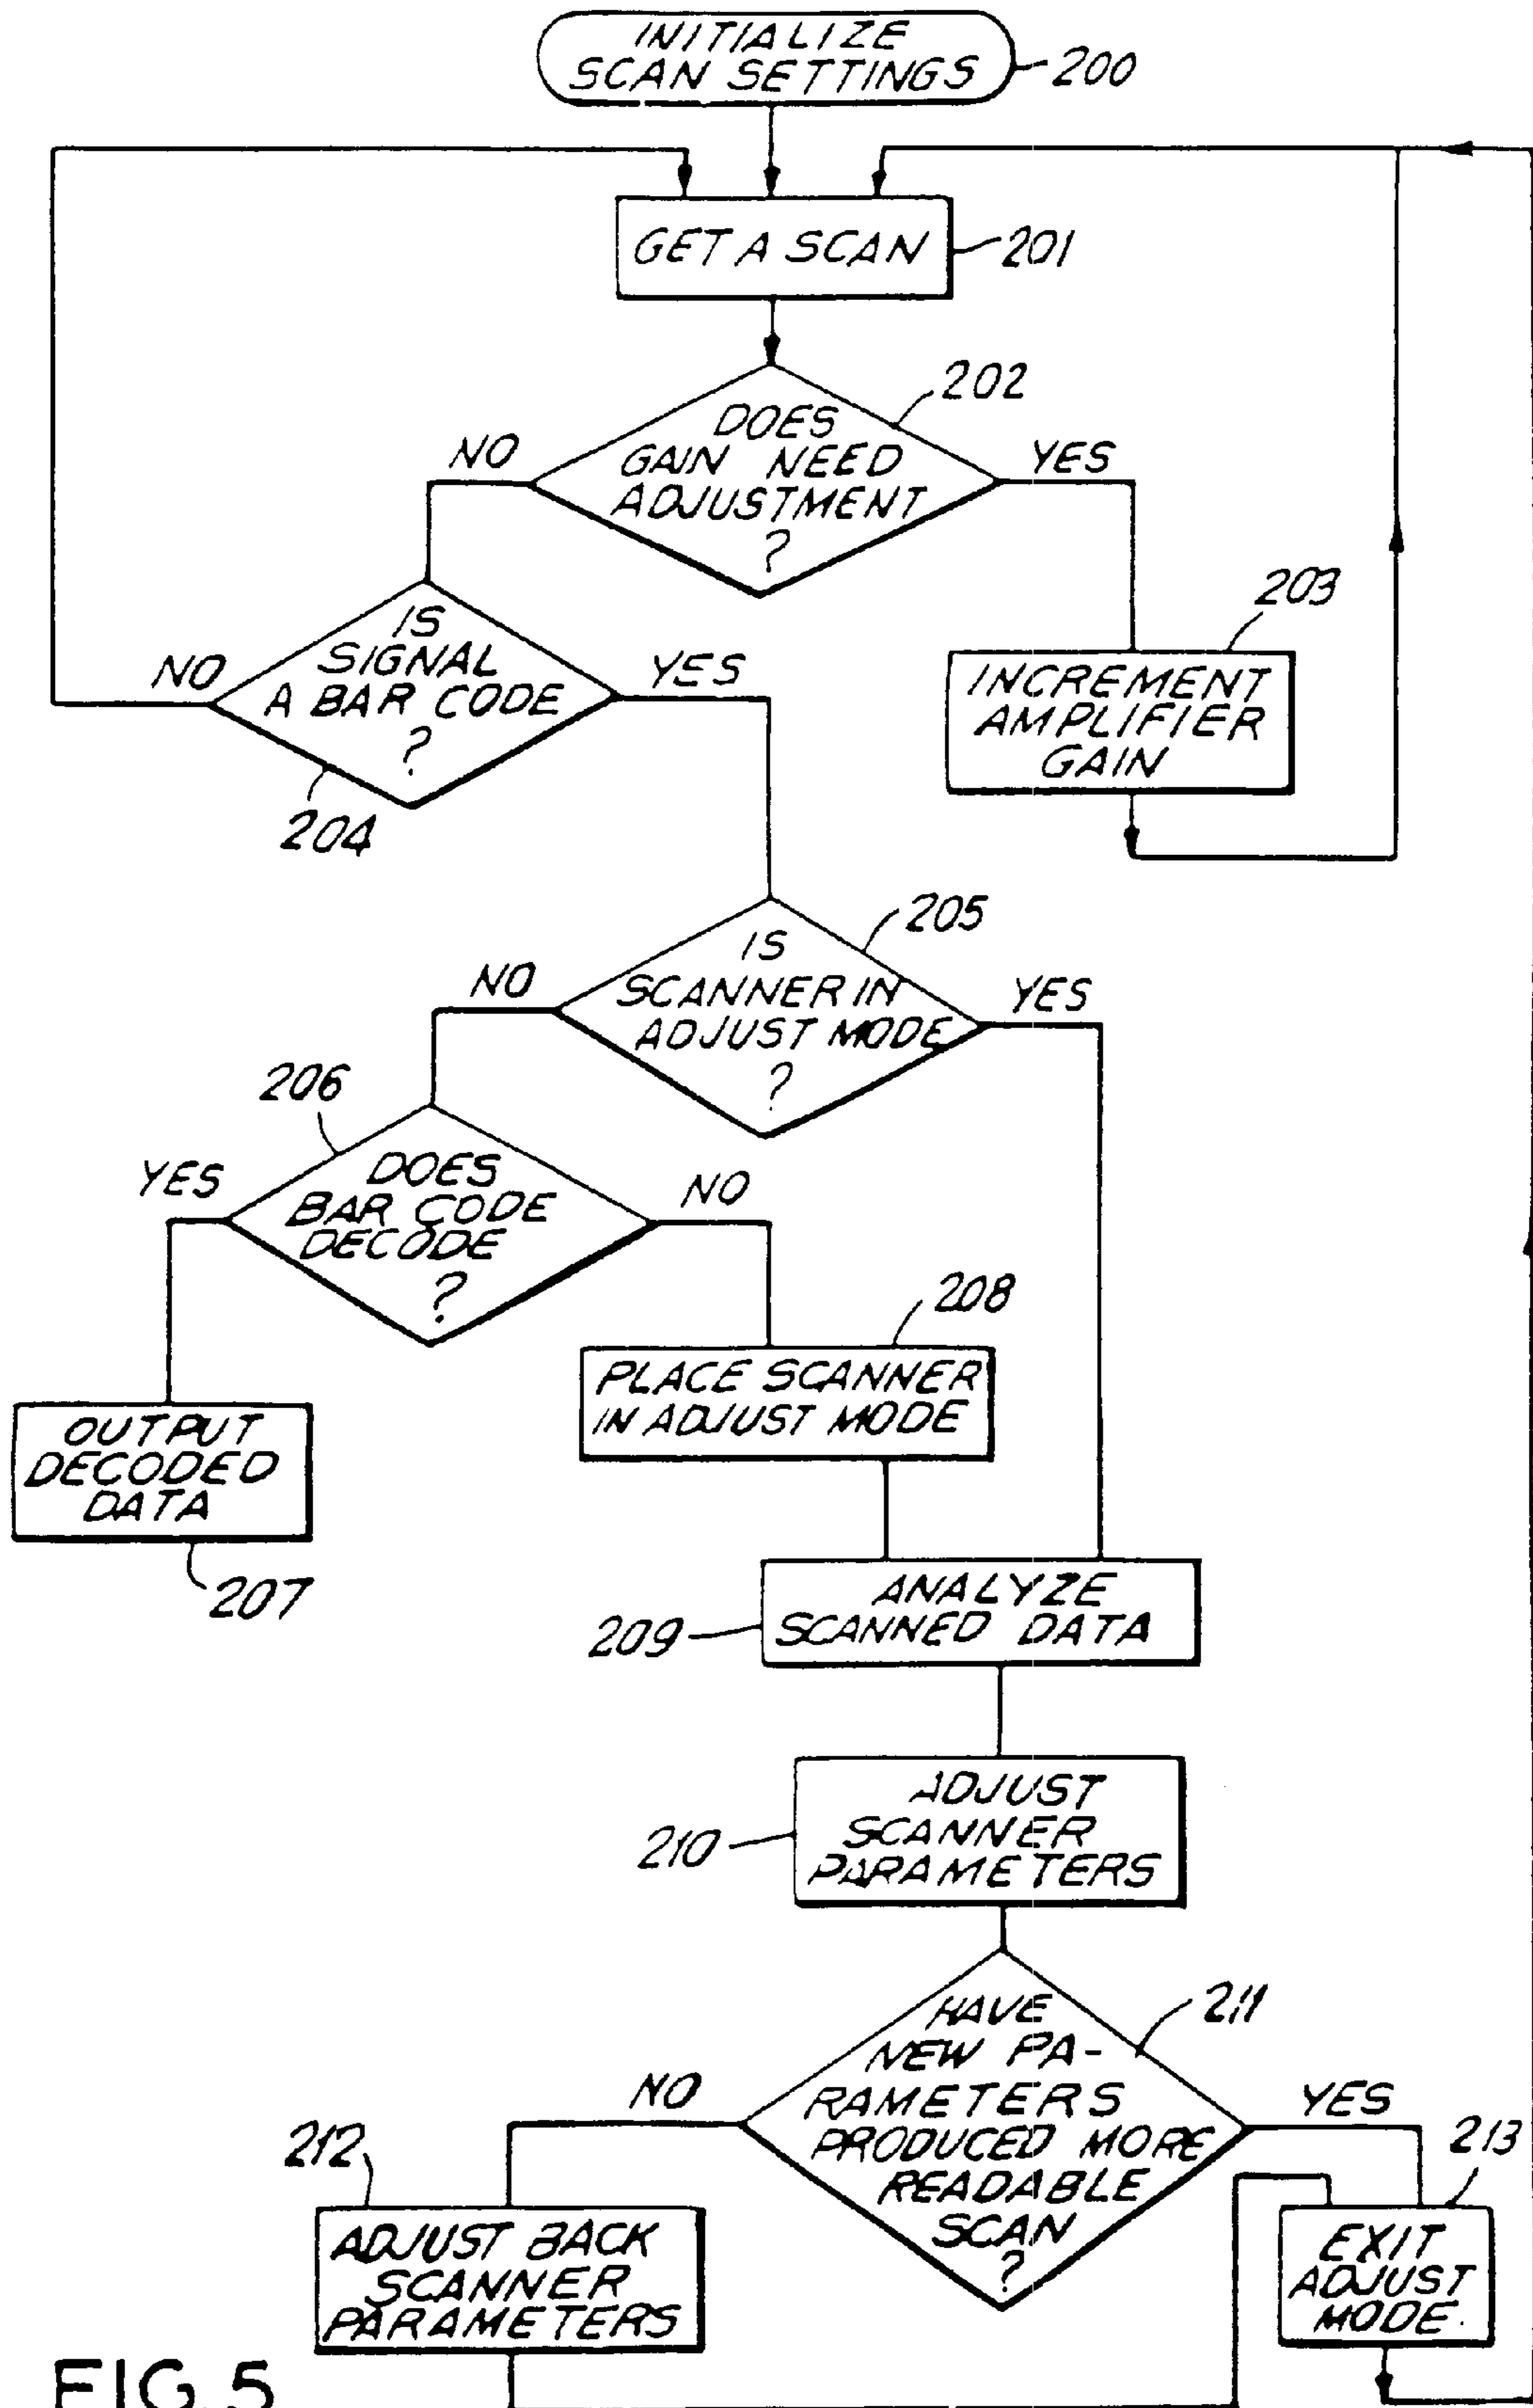 INITIALIZE
SCAN SETTINGS
200
GET A SCAN
201
202
DOES
GAIN NEED
ADJUSTMENT
?
NO
YES
203
INCREMENT
AMPLIFIER
GAIN
IS
SIGNAL
A BAR CODE
?
NO
YES
204
205
IS
SCANNER IN
ADJUST MODE
?
NO
YES
206
DOES
BAR CODE
DECODE
?
YES
NO
208
PLACE SCANNER
IN ADJUST MODE
OUTPUT
DECODED
DATA
207
ANALYZE
SCANNED DATA
209
ADJUST
SCANNER
PARAMETERS
210
211
HAVE
NEW PA-
RAMETERS
PRODUCED MORE
READABLE
SCAN
?
NO
YES
212
ADJUST BACK
SCANNER
PARAMETERS
213
EXIT
ADJUST
MODE.
FIG. 5